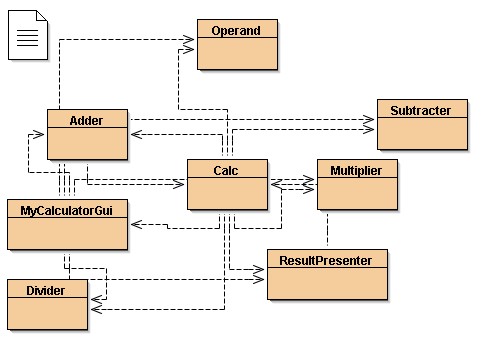 Operand
Subtracter
Adder
Calc
Multiplier
MyCalculatorGui
ResultPresenter
Divider